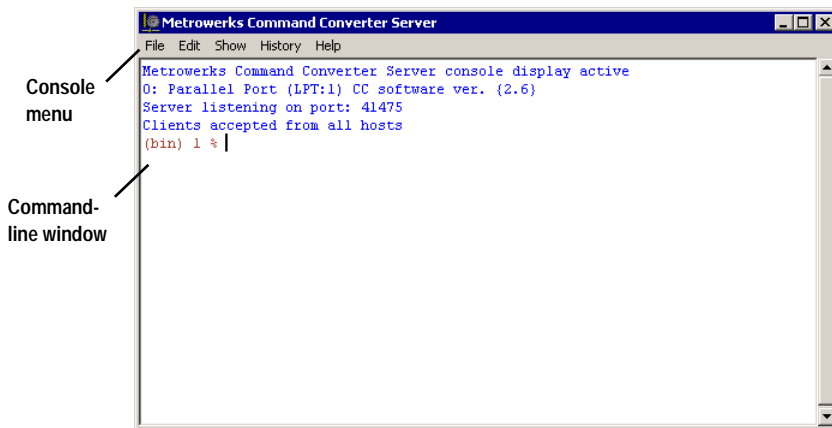 Metrowerks Command Converter Server
File Edit Show History Help
Console
menu
Metrowerks Command Converter Server console display active
0: Parallel Port (LPT:1) CC software ver. {2.6}
Server listening on port: 41475
Clients accepted from all hosts
(bin) 1 %
Command-
line window